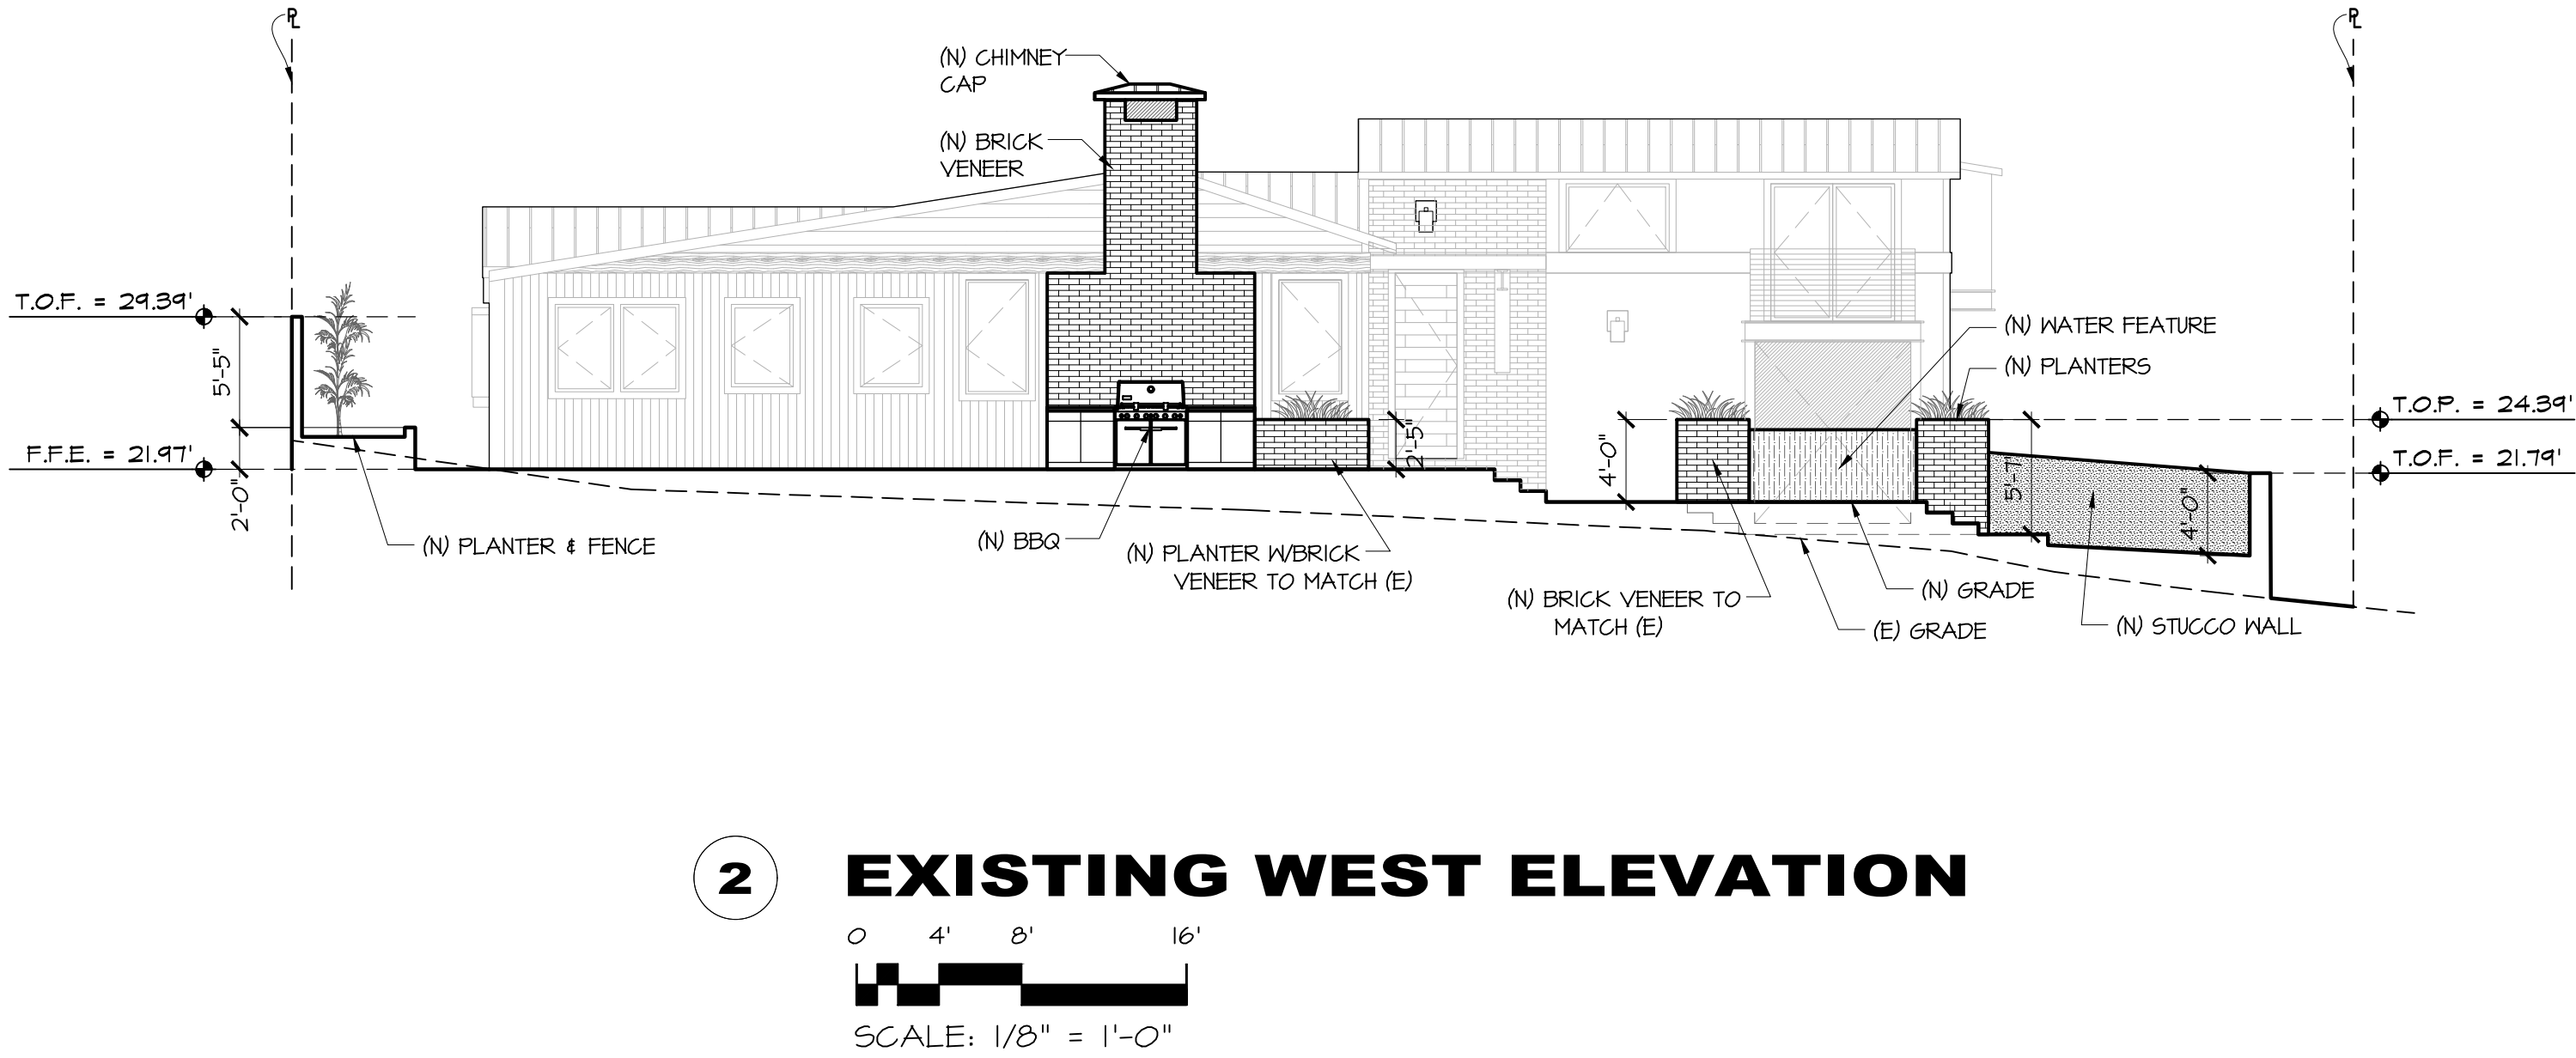 PL
PL
(N) CHIMNEY
CAP
(N) BRICK
VENEER
T.O.F. = 29.39'
5'-5"
F.F.E. = 21.97'
2'-0"
(N) PLANTER & FENCE
(N) BBQ
(N) PLANTER W/BRICK
VENEER TO MATCH (E)
2'-5"
4'-0"
(N) WATER FEATURE
(N) PLANTERS
T.O.P. = 24.39'
T.O.F. = 21.79'
5'-7"
4'-0"
(N) BRICK VENEER TO
MATCH (E)
(N) GRADE
(E) GRADE
(N) STUCCO WALL
2 EXISTING WEST ELEVATION
0 4' 8' 16'
SCALE: 1/8" = 1'-0"